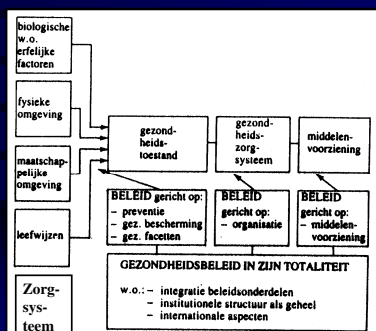 biologische
w.o.
erfelijke
factoren
fysieke
omgeving
maatschap-
pelijke
omgeving
leefwijzen
gezond-
heids-
toestand
gezond-
heids-
zorg-
systeem
middelen-
voorziening
BELEID gericht op:
– preventie
– gez. bescherming
– gez. facetten
BELEID
gericht op:
– organisatie
BELEID
gericht op:
– middelen-
voorziening
GEZONDHEIDSBELEID IN ZIJN TOTALITEIT
w.o.: – integratie beleidsonderdelen
– institutionele structuur als geheel
– internationale aspecten
Zorg-
sys-
teem